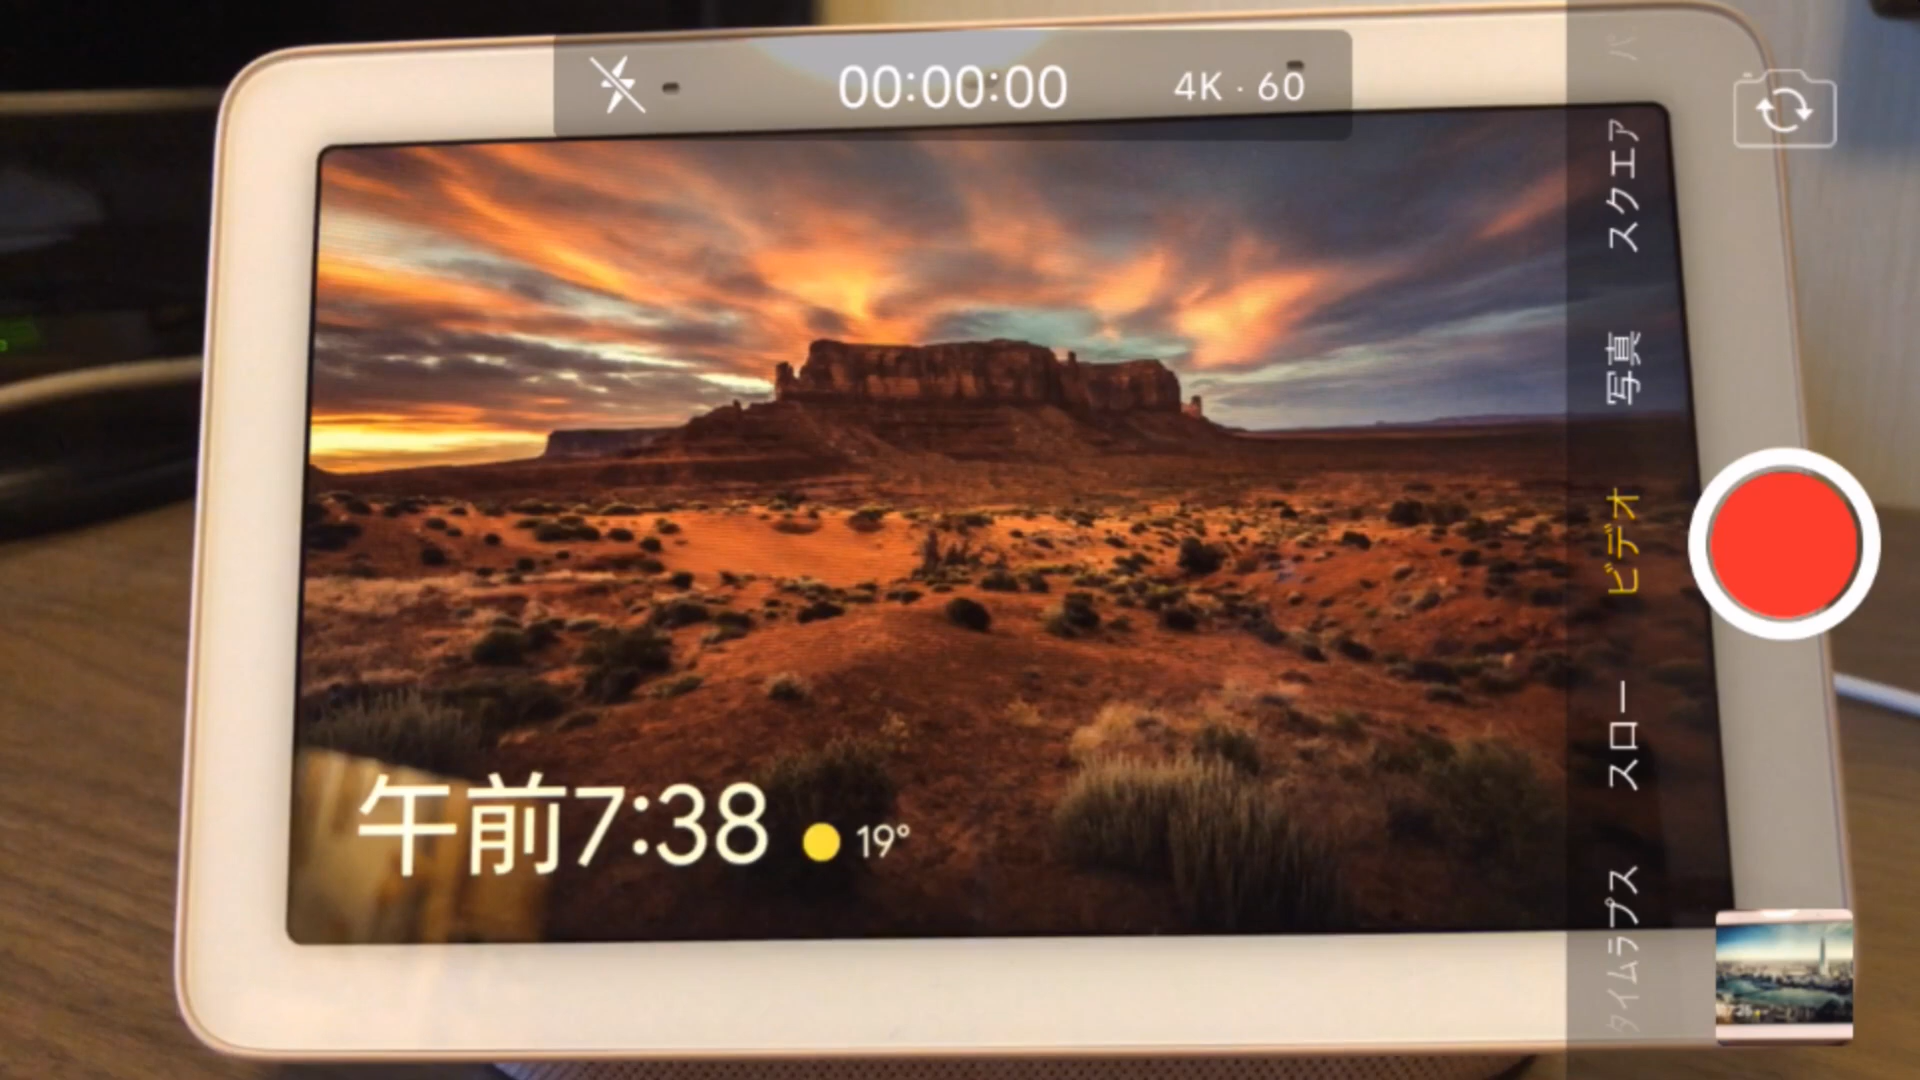 00:00:00
4K · 60
パ
スクエア
写真
ビデオ
スロー
タイムラプス
午前7:38
19°